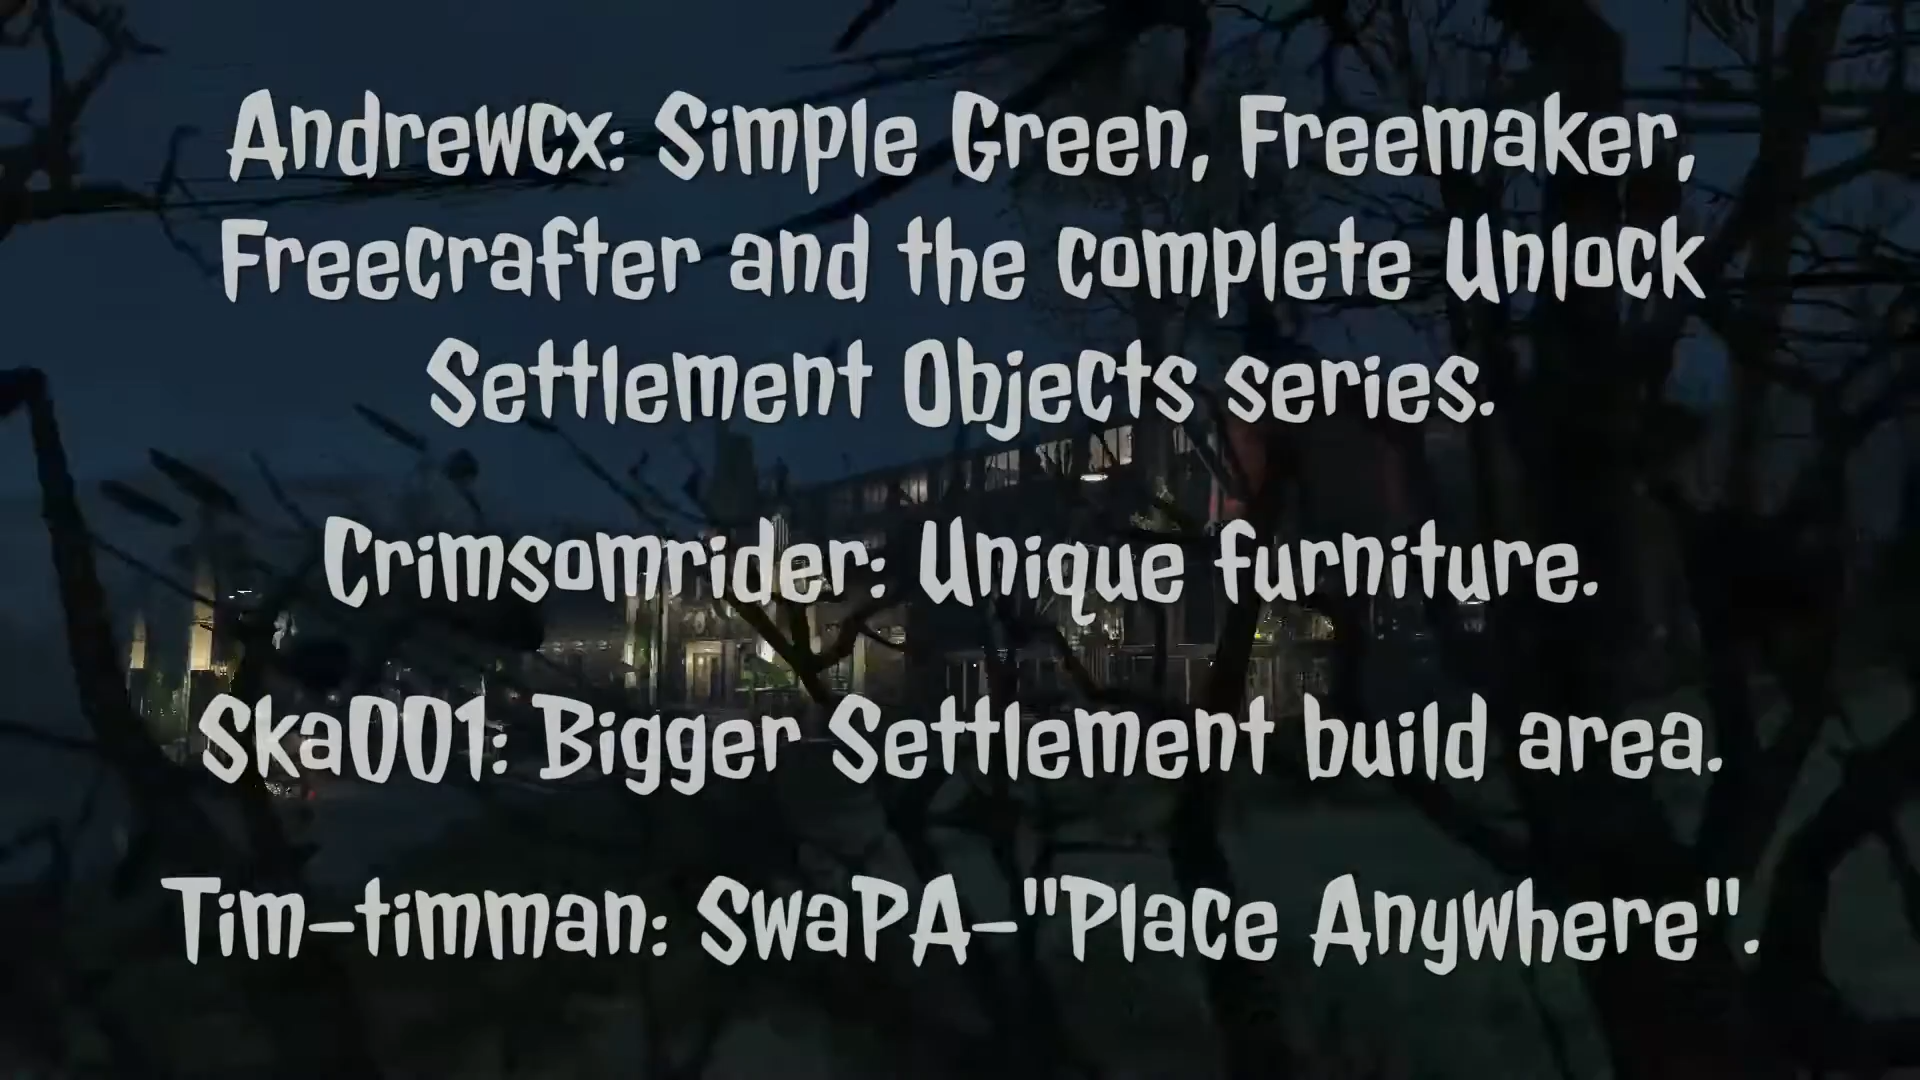 Andrewcx: Simple Green, Freemaker,
Freecrafter and the complete Unlock
Settlement Objects series.
Crimsomrider: Unique furniture.
Ska001: Bigger Settlement build area.
Tim-timman: SwaPA-"Place Anywhere".